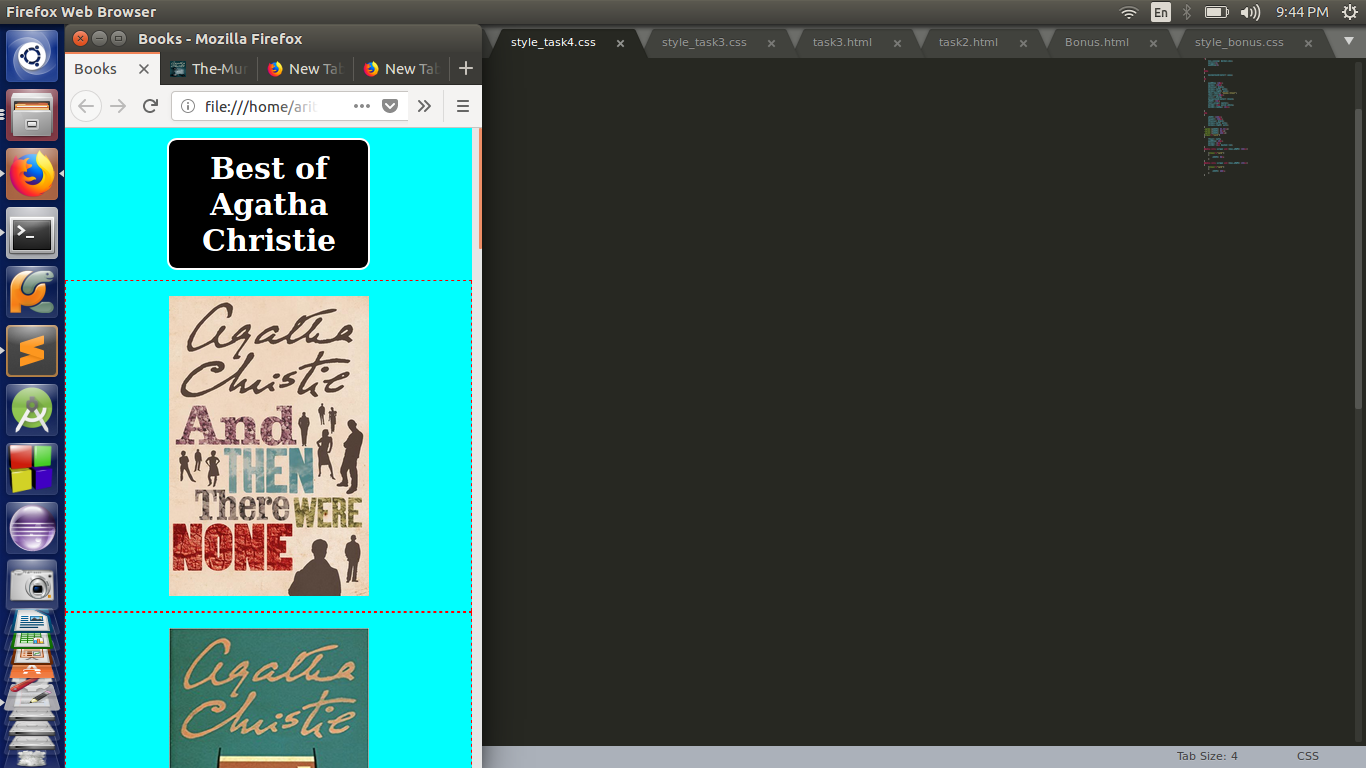 Firefox Web Browser
En
9:44 PM
Books - Mozilla Firefox
Books
The-Mur
New Tab
New Tab
file:///home/arit
style_task4.css
style_task3.css
task3.html
task2.html
Bonus.html
style_bonus.css
Best of
Agatha
Christie
Agatha
Christie
And
THEN
There WERE
NONE
Agatha
Christie
Tab Size: 4
CSS